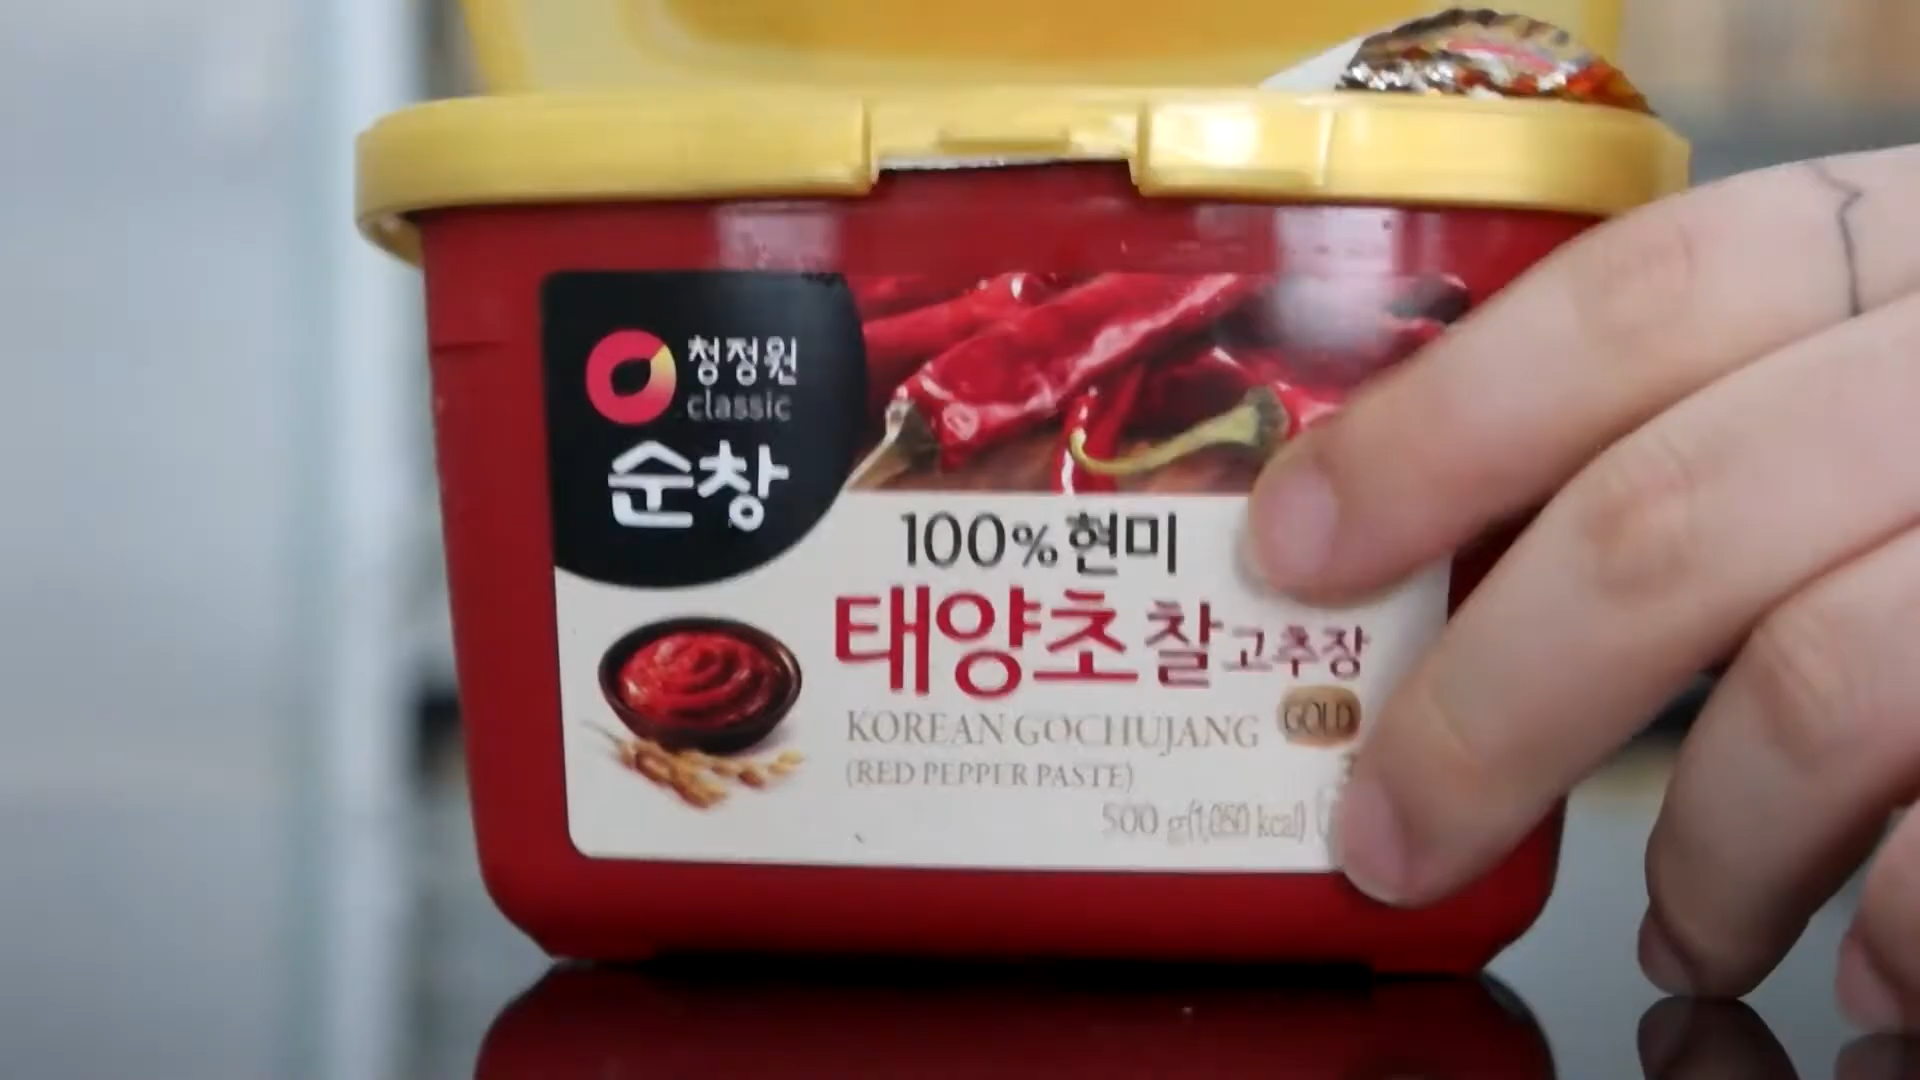 청정원
classic
순창
100%현미
태양초찰고추장
KOREAN GOCHUJANG GOLD
(RED PEPPER PASTE)
500 g(1,050 kcal)